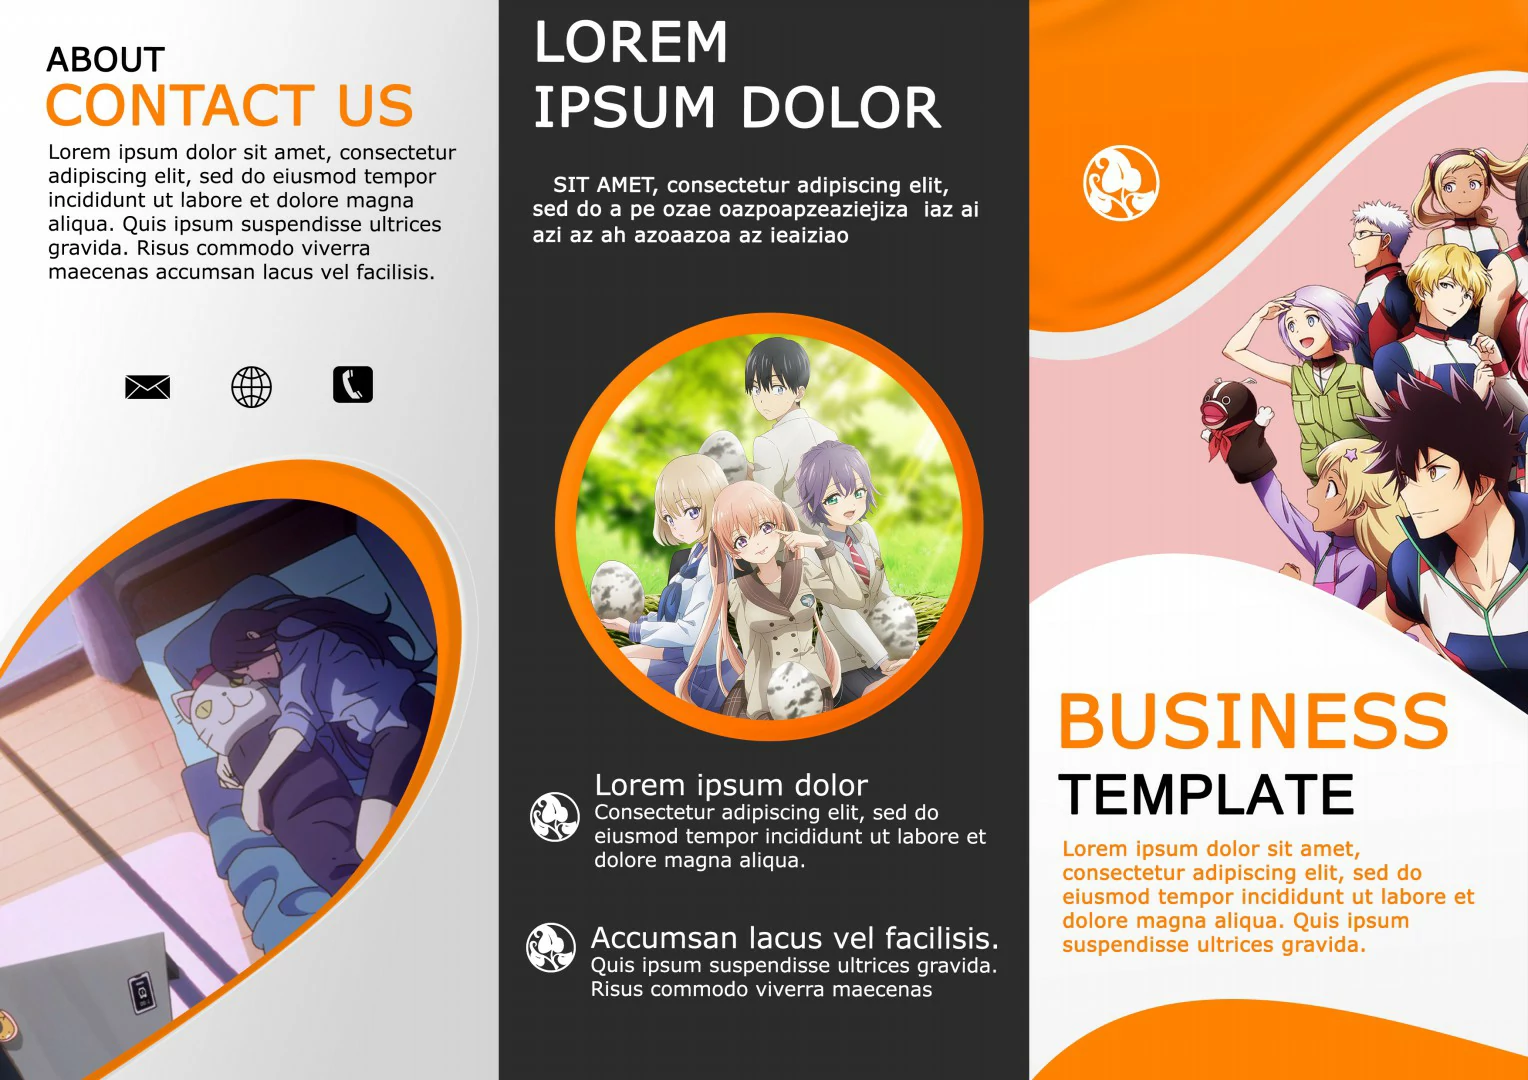 ABOUT
CONTACT US
Lorem ipsum dolor sit amet, consectetur
adipiscing elit, sed do eiusmod tempor
incididunt ut labore et dolore magna
aliqua. Quis ipsum suspendisse ultrices
gravida. Risus commodo viverra
maecenas accumsan lacus vel facilisis.
LOREM
IPSUM DOLOR
SIT AMET, consectetur adipiscing elit,
sed do a pe ozae oazpoapzeaziejiza iaz ai
azi az ah azoaazoa az ieaiziao
Lorem ipsum dolor
Consectetur adipiscing elit, sed do
eiusmod tempor incididunt ut labore et
dolore magna aliqua.
Accumsan lacus vel facilisis.
Quis ipsum suspendisse ultrices gravida.
Risus commodo viverra maecenas
BUSINESS
TEMPLATE
Lorem ipsum dolor sit amet,
consectetur adipiscing elit, sed do
eiusmod tempor incididunt ut labore et
dolore magna aliqua. Quis ipsum
suspendisse ultrices gravida.